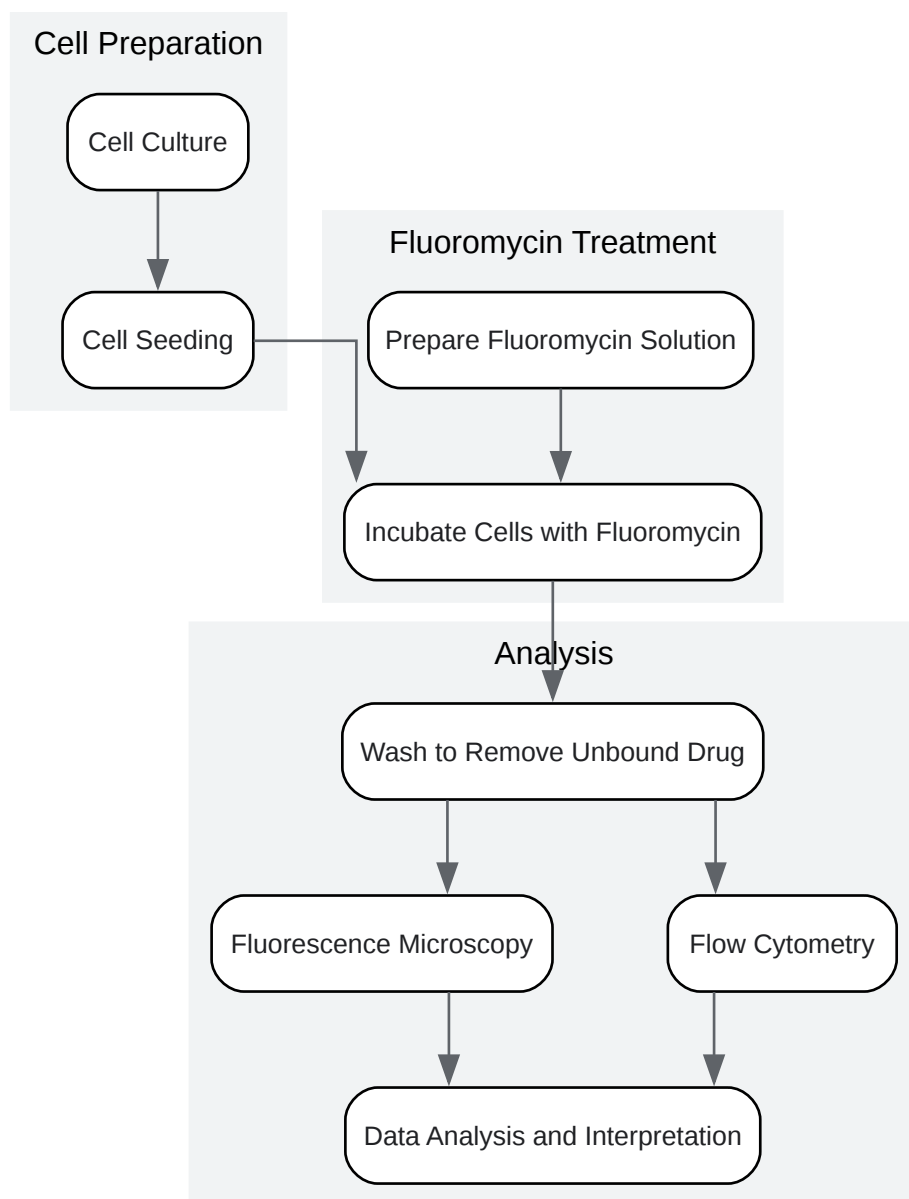 Cell Preparation
Cell Culture
Cell Seeding
Fluoromycin Treatment
Prepare Fluoromycin Solution
Incubate Cells with Fluoromycin
Analysis
Wash to Remove Unbound Drug
Fluorescence Microscopy
Flow Cytometry
Data Analysis and Interpretation